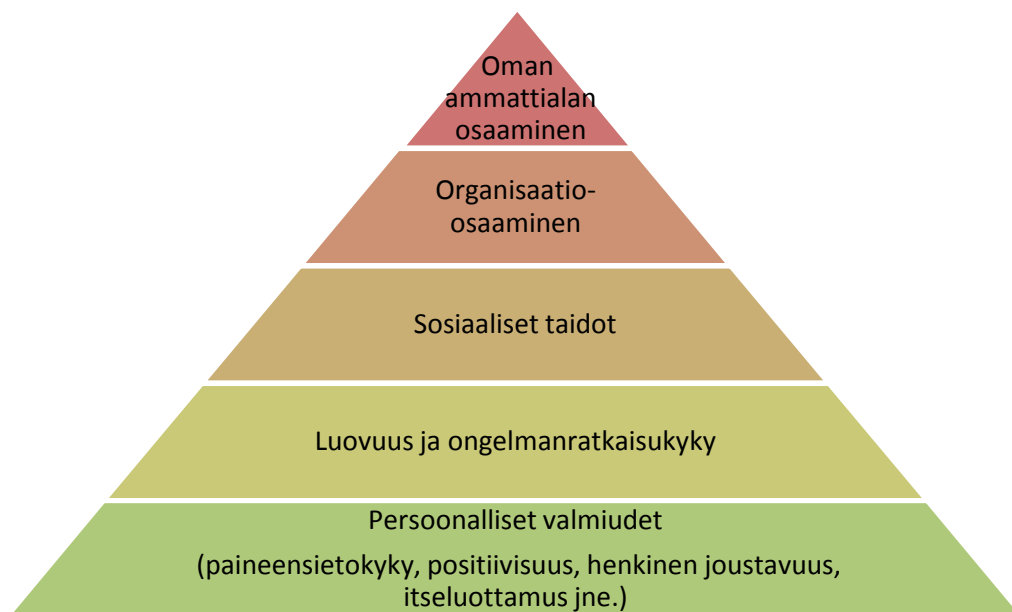 Oman
ammattialan
osaaminen
Organisaatio-
osaaminen
Sosiaaliset taidot
Luovuus ja ongelmanratkaisukyky
Persoonalliset valmiudet
(paineensietokyky, positiivisuus, henkinen joustavuus,
itseluottamus jne.)